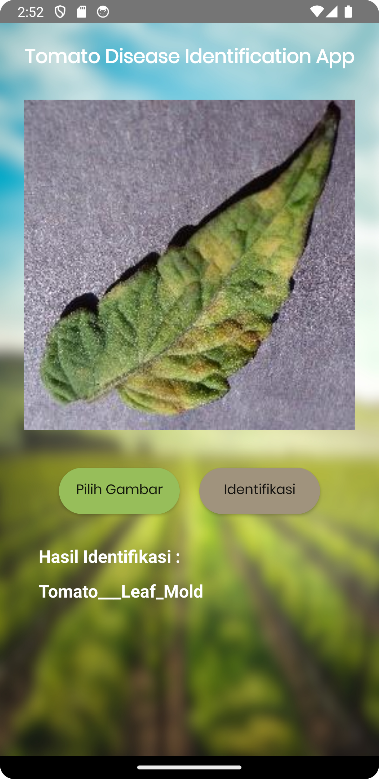 2:52
Tomato Disease Identification App
Pilih Gambar
Identifikasi
Hasil Identifikasi :
Tomato___Leaf_Mold